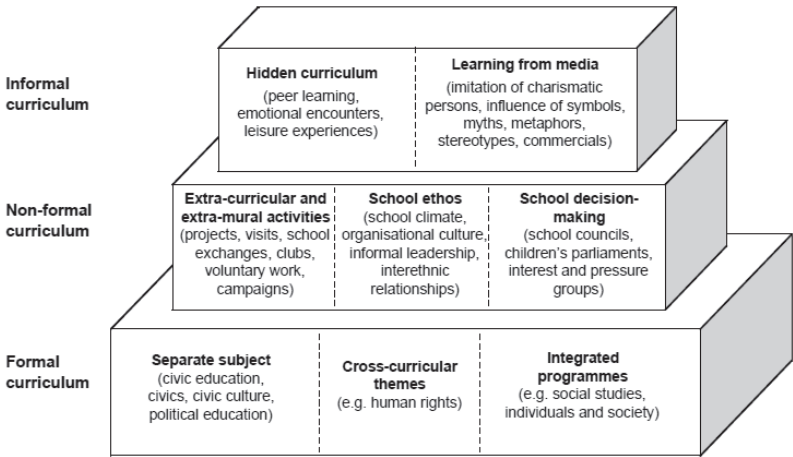 Informal
curriculum
Hidden curriculum
(peer learning,
emotional encounters,
leisure experiences)
Learning from media
(imitation of charismatic
persons, influence of symbols,
myths, metaphors,
stereotypes, commercials)
Non-formal
curriculum
Extra-curricular and
extra-mural activities
(projects, visits, school
exchanges, clubs,
voluntary work,
campaigns)
School ethos
(school climate,
organisational culture,
informal leadership,
interethnic
relationships)
School decision-
making
(school councils,
children's parliaments,
interest and pressure
groups)
Formal
curriculum
Separate subject
(civic education,
civics, civic culture,
political education)
Cross-curricular
themes
(e.g. human rights)
Integrated
programmes
(e.g. social studies,
individuals and society)